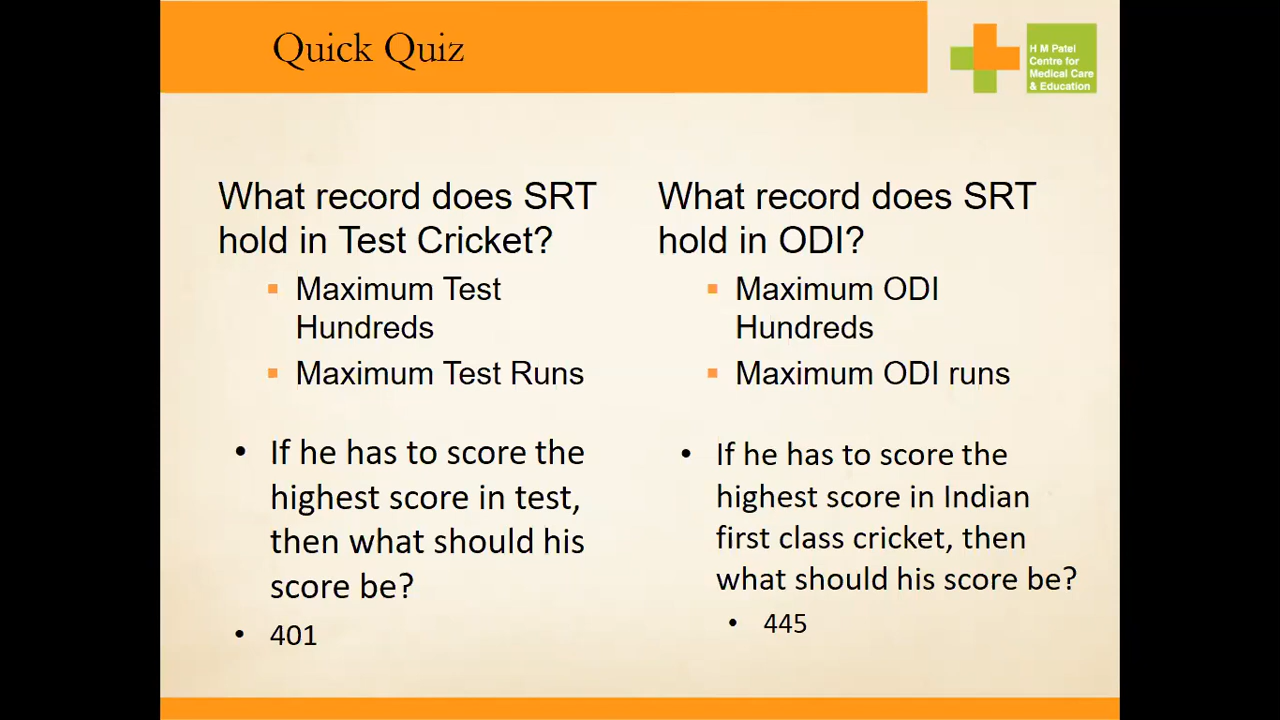 Quick Quiz
H M Patel
Centre for
Medical Care
& Education
What record does SRT
hold in Test Cricket?
Maximum Test
Hundreds
Maximum Test Runs
If he has to score the
highest score in test,
then what should his
score be?
401
What record does SRT
hold in ODI?
Maximum ODI
Hundreds
Maximum ODI runs
If he has to score the
highest score in Indian
first class cricket, then
what should his score be?
445